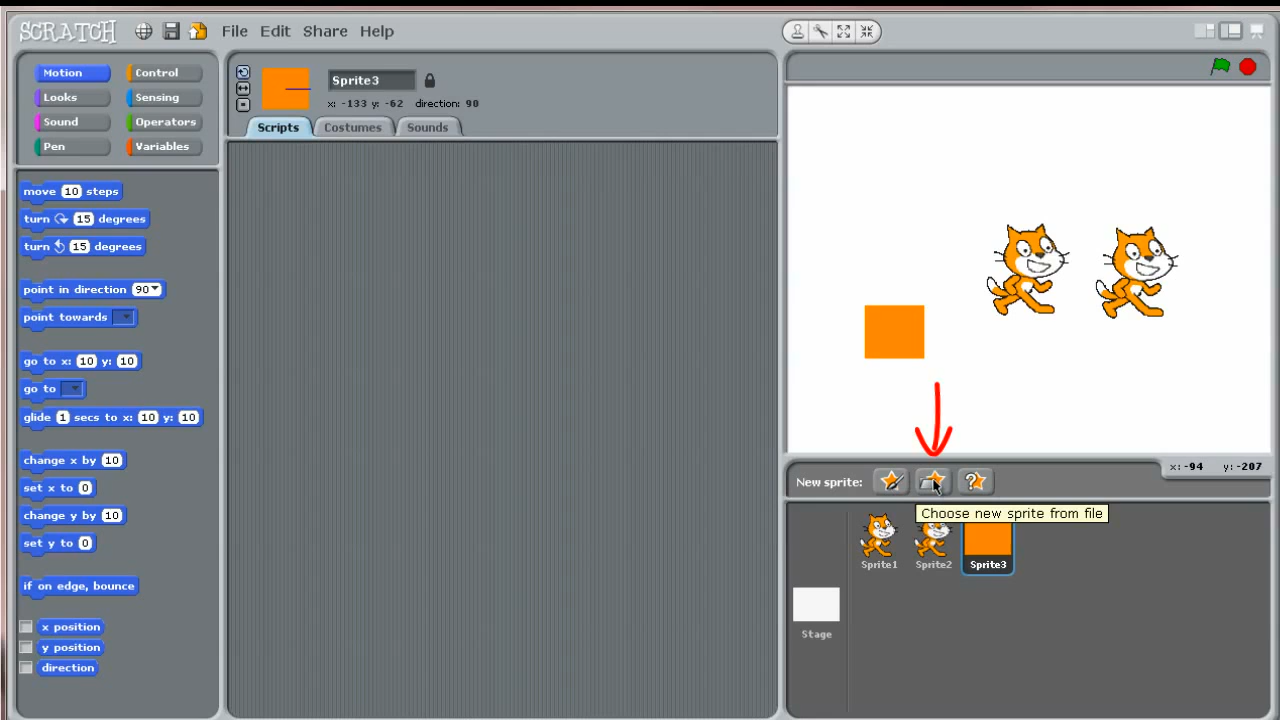 SCRATCH File Edit Share Help
Motion Control
Looks Sensing
Sound Operators
Pen Variables
move 10 steps
turn 15 degrees
turn 15 degrees
point in direction 90
point towards
go to x: 10 y: 10
go to
glide 1 secs to x: 10 y: 10
change x by 10
set x to 0
change y by 10
set y to 0
if on edge, bounce
x position
y position
direction
Sprite3
x: -133 y: -62 direction: 90
Scripts Costumes Sounds
x:-94 y:-207
New sprite:
Choose new sprite from file
Sprite1 Sprite2 Sprite3
Stage